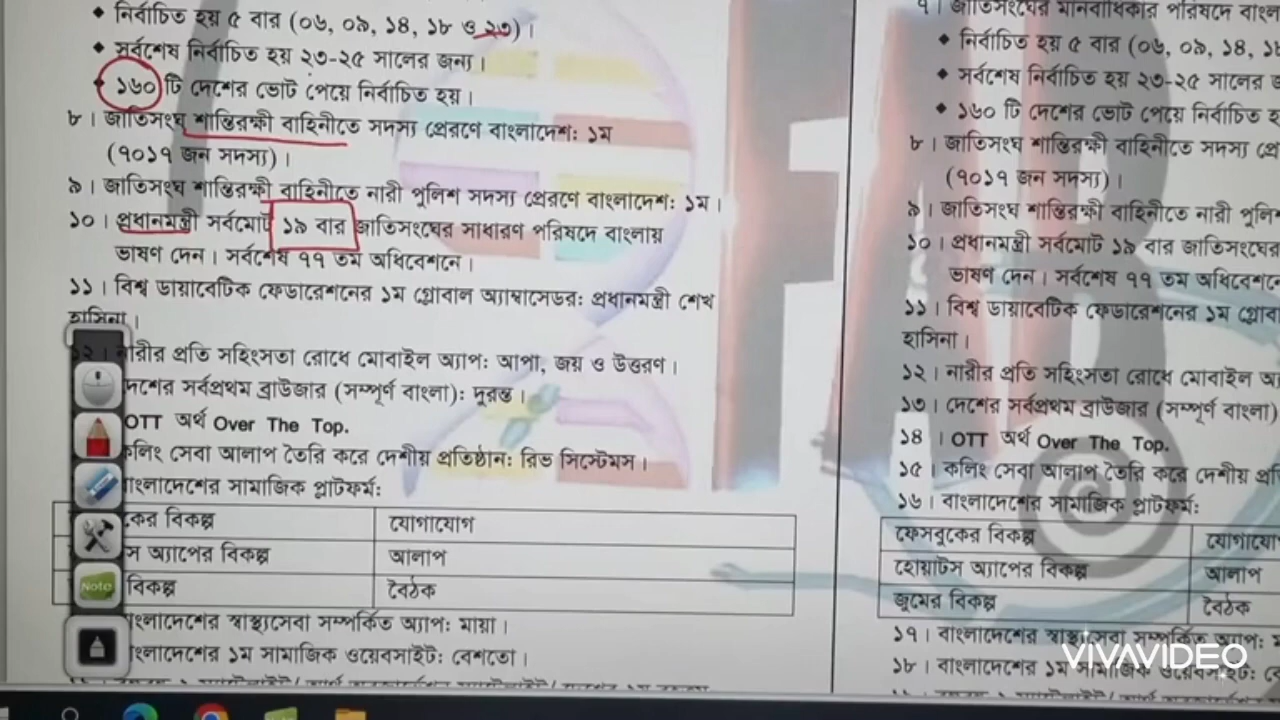 • নির্বাচিত হয় ৫ বার (০৬, ০৯, ১৪, ১৮ ও ২৩)।
• সর্বশেষ নির্বাচিত হয় ২৩-২৫ সালের জন্য।
• ১৬০ টি দেশের ভোট পেয়ে নির্বাচিত হয়।
৮। জাতিসংঘ শান্তিরক্ষী বাহিনীতে সদস্য প্রেরণে বাংলাদেশ: ১ম
(৭০১৭ জন সদস্য)।
৯। জাতিসংঘ শান্তিরক্ষী বাহিনীতে নারী পুলিশ সদস্য প্রেরণে বাংলাদেশ: ১ম।
১০। প্রধানমন্ত্রী সর্বমোট ১৯ বার জাতিসংঘের সাধারণ পরিষদে বাংলায়
ভাষণ দেন। সর্বশেষ ৭৭ তম অধিবেশনে।
১১। বিশ্ব ডায়াবেটিক ফেডারেশনের ১ম গ্লোবাল অ্যাম্বাসেডর: প্রধানমন্ত্রী শেখ
হাসিনা।
১২। নারীর প্রতি সহিংসতা রোধে মোবাইল অ্যাপ: আপা, জয় ও উত্তরণ।
দেশের সর্বপ্রথম ব্রাউজার (সম্পূর্ণ বাংলা): দুরন্ত।
OTT অর্থ Over The Top.
কলিং সেবা আলাপ তৈরি করে দেশীয় প্রতিষ্ঠান: রিভ সিস্টেমস।
বাংলাদেশের সামাজিক প্লাটফর্ম:
কের বিকল্প যোগাযোগ
স অ্যাপের বিকল্প আলাপ
বিকল্প বৈঠক
বাংলাদেশের স্বাস্থ্যসেবা সম্পর্কিত অ্যাপ: মায়া।
বাংলাদেশের ১ম সামাজিক ওয়েবসাইট: বেশতো।
Note
৭। জাতিসংঘের মানবাধিকার পরিষদে
• নির্বাচিত হয় ৫ বার (০৬, ০৯, ১৪, ১৮
• সর্বশেষ নির্বাচিত হয় ২৩-২৫ সালের
• ১৬০ টি দেশের ভোট পেয়ে নির্বাচিত
৮। জাতিসংঘ শান্তিরক্ষী বাহিনীতে সদস্য
(৭০১৭ জন সদস্য)।
৯। জাতিসংঘ শান্তিরক্ষী বাহিনীতে নারী
১০। প্রধানমন্ত্রী সর্বমোট ১৯ বার জাতিসংঘের
ভাষণ দেন। সর্বশেষ ৭৭ তম
১১। বিশ্ব ডায়াবেটিক ফেডারেশনের ১ম
হাসিনা।
১২। নারীর প্রতি সহিংসতা রোধে মোবাইল
১৩। দেশের সর্বপ্রথম ব্রাউজার (সম্পূর্ণ বাংলা)
১৪। OTT অর্থ Over The Top.
১৫। কলিং সেবা আলাপ তৈরি করে দেশীয়
১৬। বাংলাদেশের সামাজিক প্লাটফর্ম:
ফেসবুকের বিকল্প
হোয়াটস অ্যাপের বিকল্প আলাপ
জুমের বিকল্প বৈঠক
১৭। বাংলাদেশের স্বাস্থ্যসেবা সম্পর্কিত অ্যাপ:
১৮। বাংলাদেশের ১ম সামাজিক ওয়েবসাইট:
VIVAVIDEO